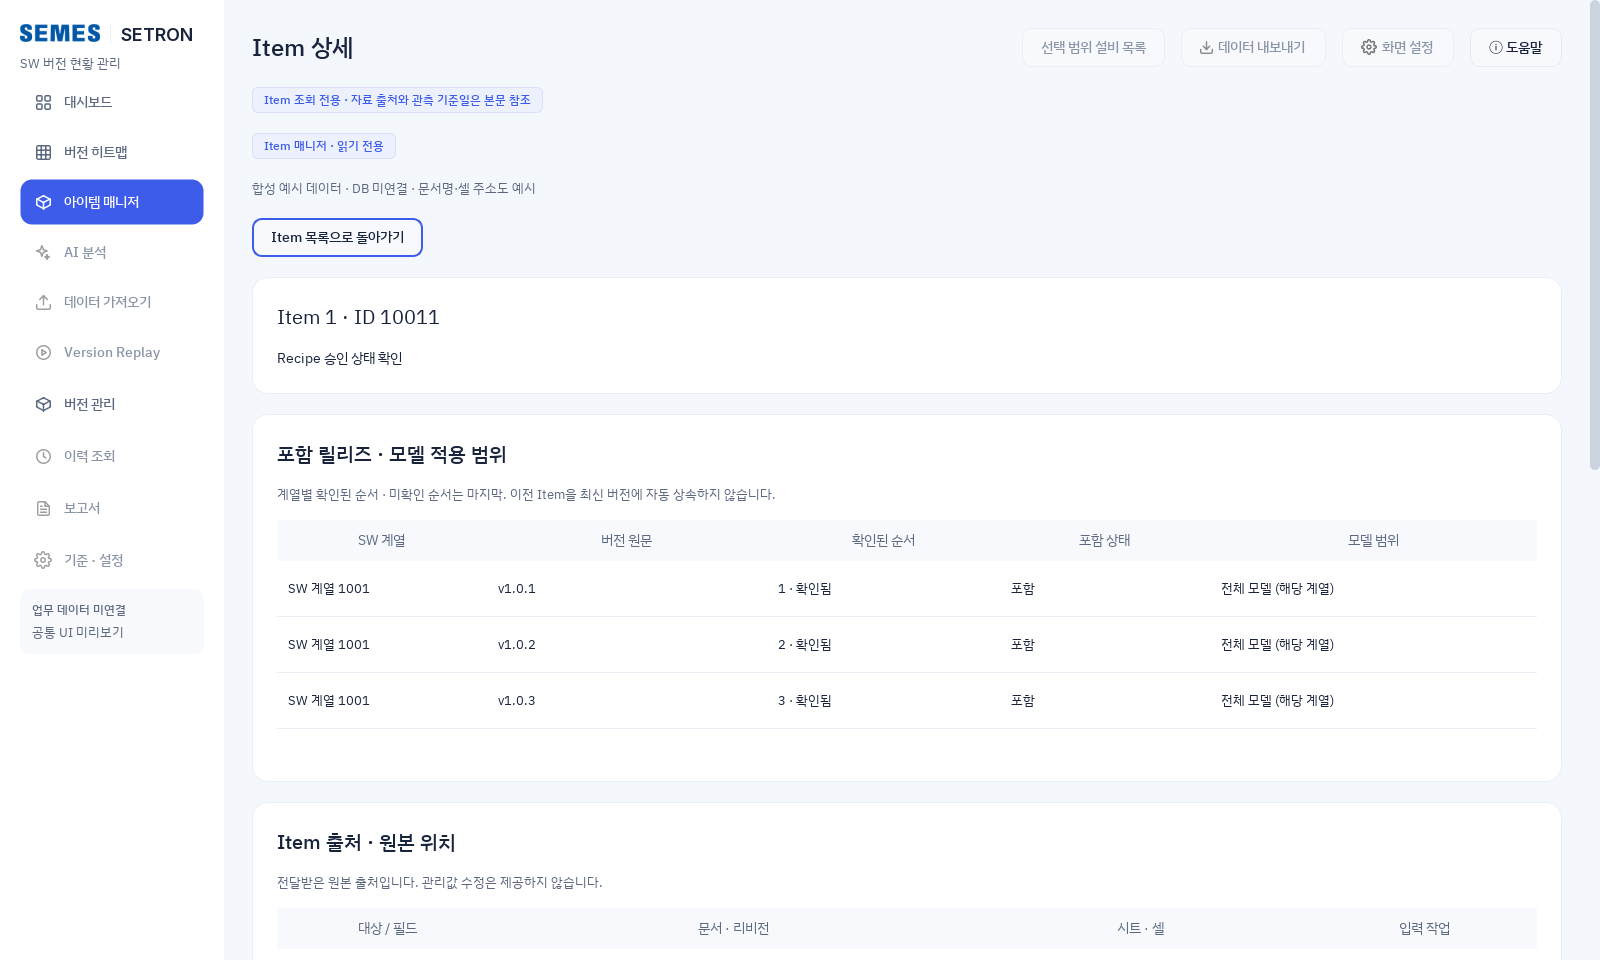 SEMES SETRON
SW 버전 현황 관리
대시보드
버전 히트맵
아이템 매니저
AI 분석
데이터 가져오기
Version Replay
버전 관리
이력 조회
보고서
기준 · 설정
업무 데이터 미연결
공통 UI 미리보기
Item 상세
선택 범위 설비 목록
데이터 내보내기
화면 설정
도움말
Item 조회 전용 · 자료 출처와 관측 기준일은 본문 참조
Item 매니저 · 읽기 전용
합성 예시 데이터 · DB 미연결 · 문서명·셀 주소도 예시
Item 목록으로 돌아가기
Item 1 · ID 10011
Recipe 승인 상태 확인
포함 릴리즈 · 모델 적용 범위
계열별 확인된 순서 · 미확인 순서는 마지막. 이전 Item을 최신 버전에 자동 상속하지 않습니다.
SW 계열 버전 원문 확인된 순서 포함 상태 모델 범위
SW 계열 1001 v1.0.1 1 · 확인됨 포함 전체 모델 (해당 계열)
SW 계열 1001 v1.0.2 2 · 확인됨 포함 전체 모델 (해당 계열)
SW 계열 1001 v1.0.3 3 · 확인됨 포함 전체 모델 (해당 계열)
Item 출처 · 원본 위치
전달받은 원본 출처입니다. 관리값 수정은 제공하지 않습니다.
대상 / 필드 문서 · 리비전 시트 · 셀 입력 작업